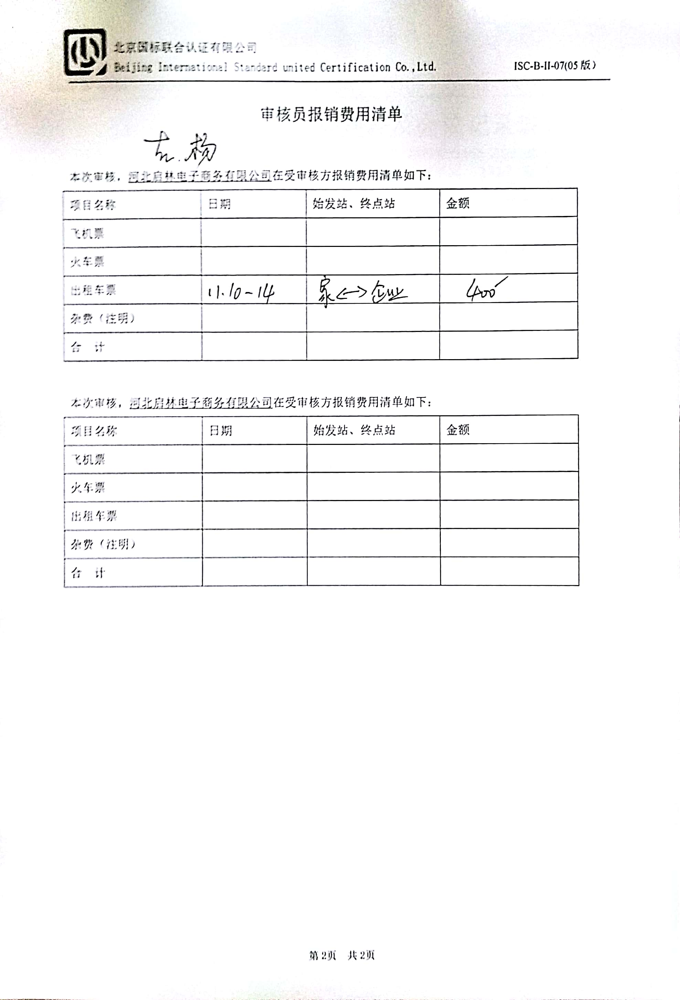 北京国标联合认证有限公司
Beijing International Standard united Certification Co.,Ltd.
ISC-B-II-07(05版)
审核员报销费用清单
杨
本次审核，河北启林电子商务有限公司在受审核方报销费用清单如下：
项目名称 日期 始发站、终点站 金额
飞机票
火车票
出租车票 11.10~14 家<->企业 400
杂费（注明）
合 计
本次审核，河北启林电子商务有限公司在受审核方报销费用清单如下：
项目名称 日期 始发站、终点站 金额
飞机票
火车票
出租车票
杂费（注明）
合 计
第2页 共2页